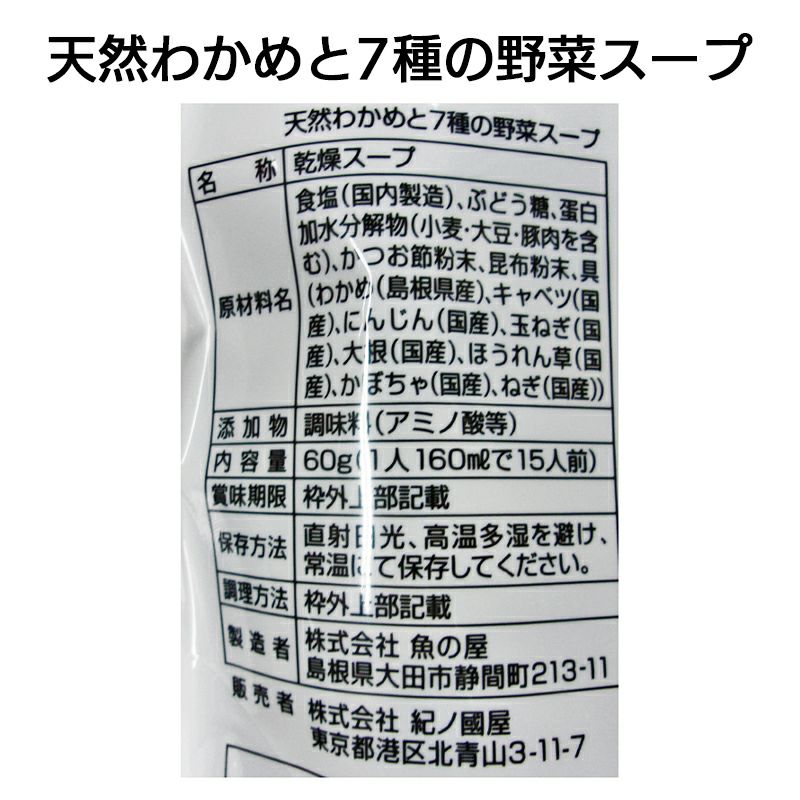 天然わかめと7種の野菜スープ
天然わかめと7種の野菜スープ
名称 乾燥スープ
原材料名 食塩(国内製造)、ぶどう糖、蛋白
加水分解物(小麦・大豆・豚肉を含
む)、かつお節粉末、昆布粉末、具
(わかめ(島根県産)、キャベツ(国
産)、にんじん(国産)、玉ねぎ(国
産)、大根(国産)、ほうれん草(国
産)、かぼちゃ(国産)、ねぎ(国産))
添加物 調味料(アミノ酸等)
内容量 60g(1人160mlで15人前)
賞味期限 枠外上部記載
保存方法 直射日光、高温多湿を避け、
常温にて保存してください。
調理方法 枠外上部記載
製造者 株式会社 魚の屋
島根県大田市静間町213-11
販売者 株式会社 紀ノ國屋
東京都港区北青山3-11-7